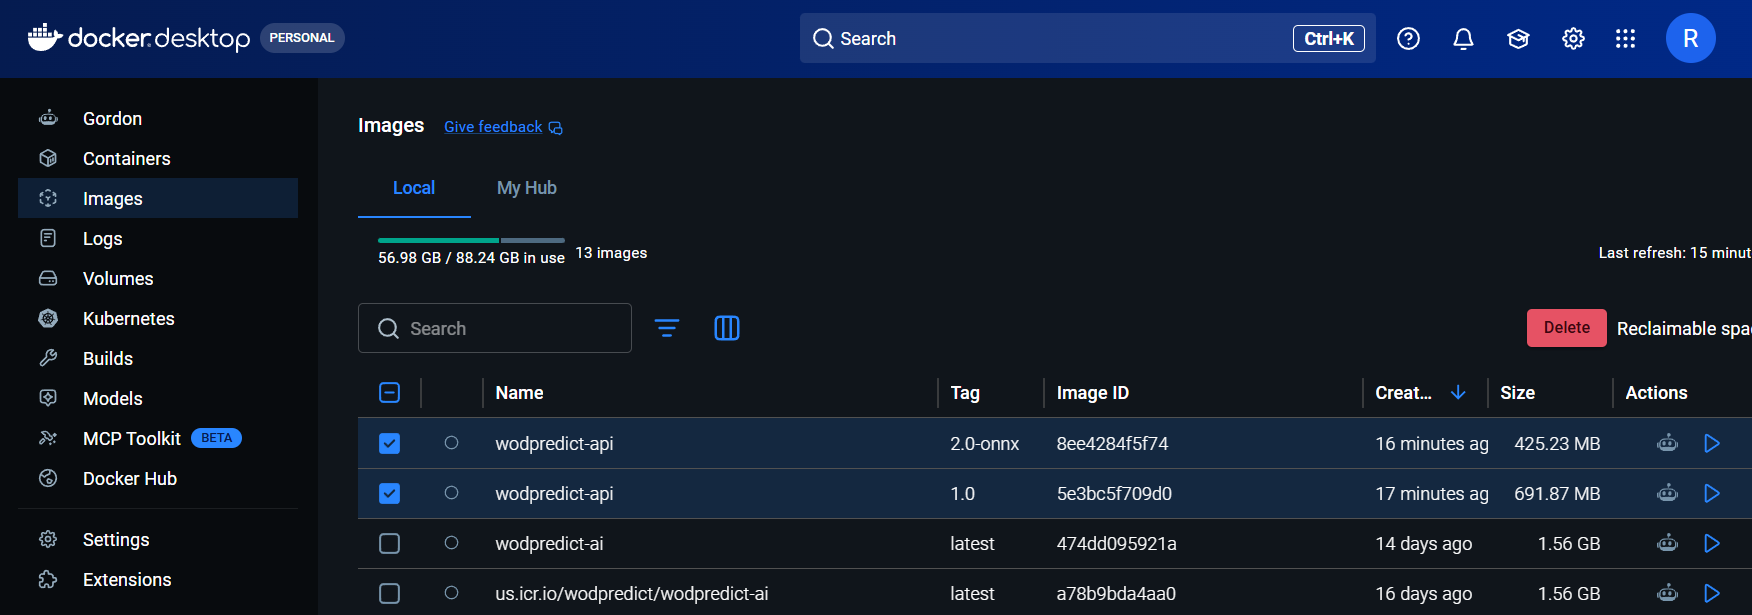 docker.desktop PERSONAL Search Ctrl+K R
Gordon
Containers
Images
Logs
Volumes
Kubernetes
Builds
Models
MCP Toolkit BETA
Docker Hub
Settings
Extensions
Images Give feedback
Local My Hub
56.98 GB / 88.24 GB in use 13 images Last refresh: 15 minut
Search Delete Reclaimable spa
Name Tag Image ID Creat... Size Actions
wodpredict-api 2.0-onnx 8ee4284f5f74 16 minutes ag 425.23 MB
wodpredict-api 1.0 5e3bc5f709d0 17 minutes ag 691.87 MB
wodpredict-ai latest 474dd095921a 14 days ago 1.56 GB
us.icr.io/wodpredict/wodpredict-ai latest a78b9bda4aa0 16 days ago 1.56 GB